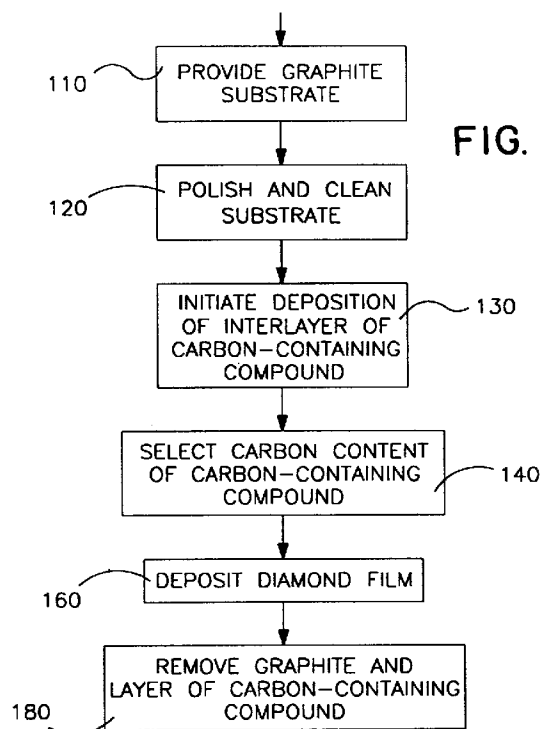 110
PROVIDE GRAPHITE
SUBSTRATE
FIG.
120
POLISH AND CLEAN
SUBSTRATE
INITIATE DEPOSITION
OF INTERLAYER OF
CARBON-CONTAINING
COMPOUND
130
SELECT CARBON CONTENT
OF CARBON-CONTAINING
COMPOUND
140
160
DEPOSIT DIAMOND FILM
REMOVE GRAPHITE AND
LAYER OF CARBON-CONTAINING
COMPOUND
180